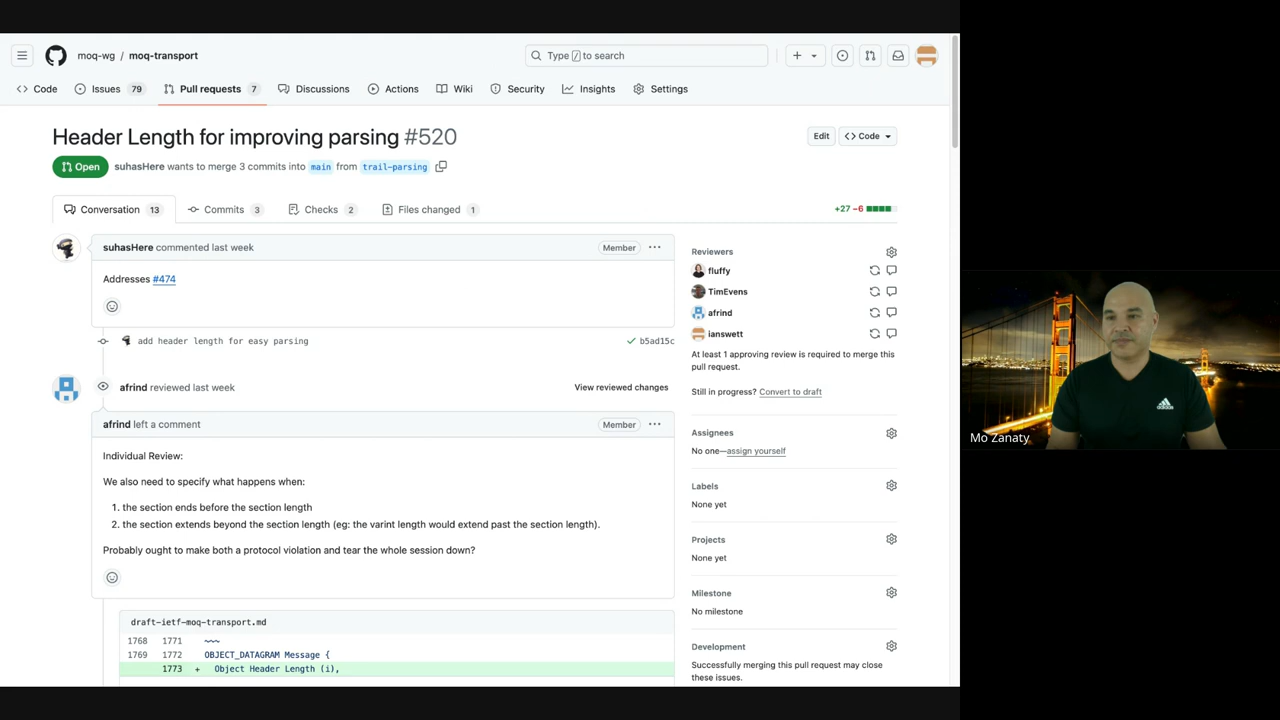 moq-wg / moq-transport
Type / to search
Code
Issues 79
Pull requests 7
Discussions
Actions
Wiki
Security
Insights
Settings
Header Length for improving parsing #520
Edit
<> Code
Open
suhasHere wants to merge 3 commits into main from trail-parsing
Conversation 13
Commits 3
Checks 2
Files changed 1
+27 −6
suhasHere commented last week
Member
Addresses #474
add header length for easy parsing
b5ad15c
afrind reviewed last week
View reviewed changes
afrind left a comment
Member
Individual Review:
We also need to specify what happens when:
1. the section ends before the section length
2. the section extends beyond the section length (eg: the varint length would extend past the section length).
Probably ought to make both a protocol violation and tear the whole session down?
draft-ietf-moq-transport.md
1768 1771 ~~~
1769 1772 OBJECT_DATAGRAM Message {
1773 + Object Header Length (i),
Reviewers
fluffy
TimEvens
afrind
ianswett
At least 1 approving review is required to merge this
pull request.
Still in progress? Convert to draft
Assignees
No one—assign yourself
Labels
None yet
Projects
None yet
Milestone
No milestone
Development
Successfully merging this pull request may close
these issues.
Mo Zanaty
adidas